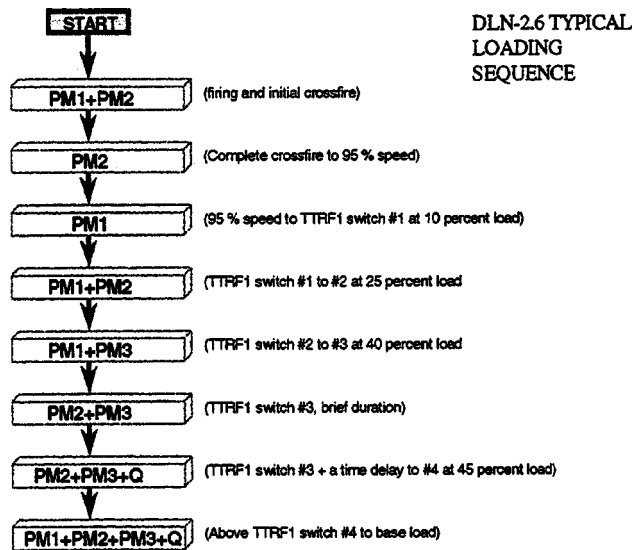 START
DLN-2.6 TYPICAL
LOADING
SEQUENCE
PM1+PM2
(firing and initial crossfire)
PM2
(Complete crossfire to 95 % speed)
PM1
(95 % speed to TTRF1 switch #1 at 10 percent load)
PM1+PM2
(TTRF1 switch #1 to #2 at 25 percent load
PM1+PM3
(TTRF1 switch #2 to #3 at 40 percent load
PM2+PM3
(TTRF1 switch #3, brief duration)
PM2+PM3+Q
(TTRF1 switch #3 + a time delay to #4 at 45 percent load)
PM1+PM2+PM3+Q
(Above TTRF1 switch #4 to base load)